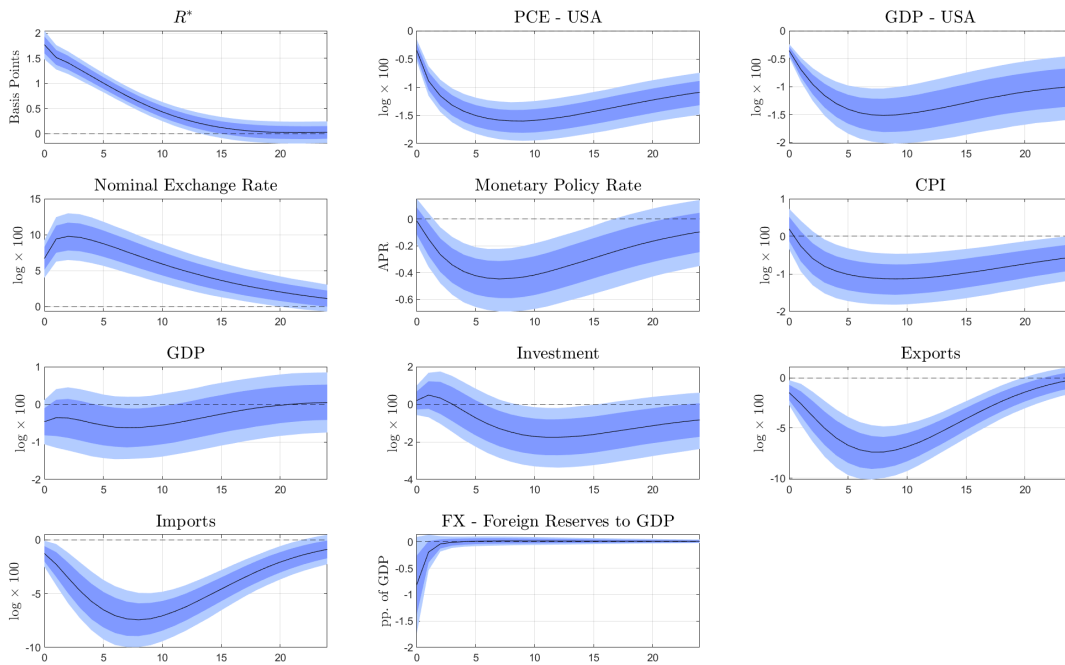 R*
Basis Points
2
1.5
1
0.5
0
0 5 10 15 20
PCE - USA
log × 100
0
-0.5
-1
-1.5
-2
0 5 10 15 20
GDP - USA
log × 100
0
-0.5
-1
-1.5
-2
0 5 10 15 20
Nominal Exchange Rate
log × 100
15
10
5
0
0 5 10 15 20
Monetary Policy Rate
APR
0
-0.2
-0.4
-0.6
0 5 10 15 20
CPI
log × 100
1
0
-1
-2
0 5 10 15 20
GDP
log × 100
1
0
-1
-2
0 5 10 15 20
Investment
log × 100
2
0
-2
-4
0 5 10 15 20
Exports
log × 100
0
-5
-10
0 5 10 15 20
Imports
log × 100
0
-5
-10
0 5 10 15 20
FX - Foreign Reserves to GDP
pp. of GDP
0
-0.5
-1
-1.5
-2
0 5 10 15 20